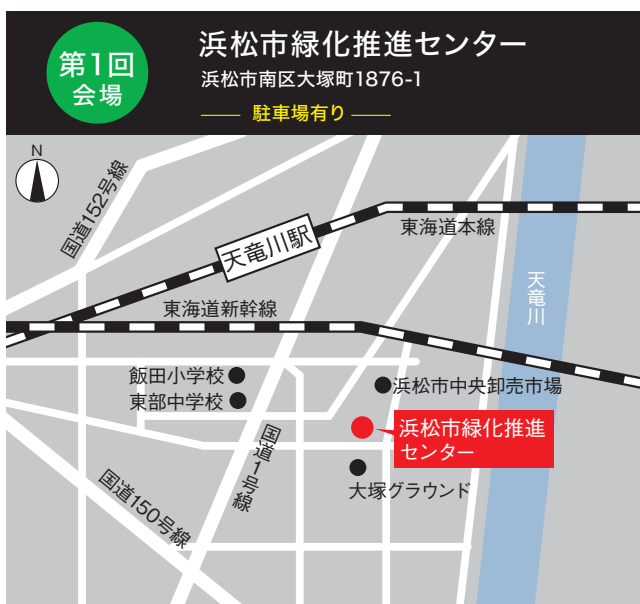 第1回
会場
浜松市緑化推進センター
浜松市南区大塚町1876-1
駐車場有り
N
国道152号線
天竜川駅
東海道本線
天竜川
東海道新幹線
飯田小学校
東部中学校
浜松市中央卸売市場
浜松市緑化推進
センター
国道1号線
大塚グラウンド
国道150号線